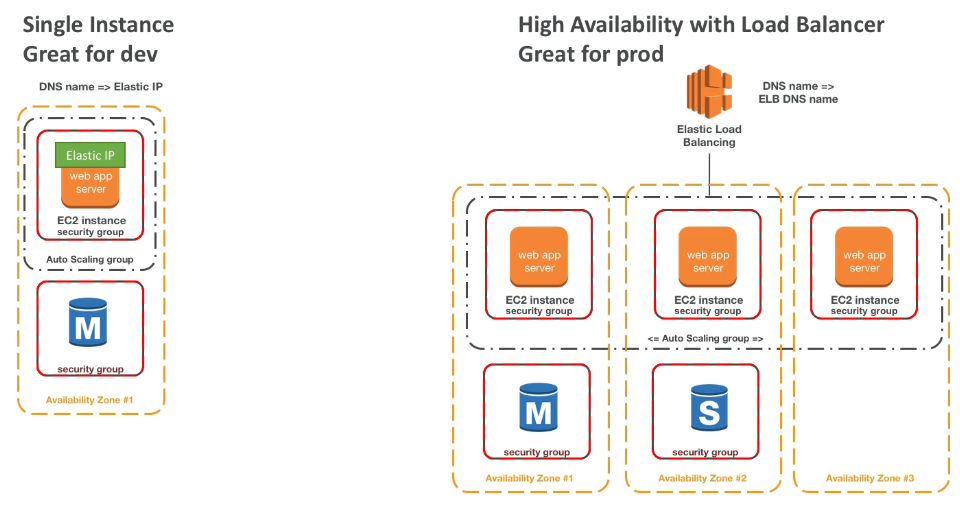 Single Instance
Great for dev
DNS name => Elastic IP
Elastic IP
web app
server
EC2 instance
security group
Auto Scaling group
M
security group
Availability Zone #1
High Availability with Load Balancer
Great for prod
DNS name =>
ELB DNS name
Elastic Load
Balancing
web app
server
EC2 instance
security group
web app
server
EC2 instance
security group
web app
server
EC2 instance
security group
<= Auto Scaling group =>
M
security group
S
security group
Availability Zone #1
Availability Zone #2
Availability Zone #3